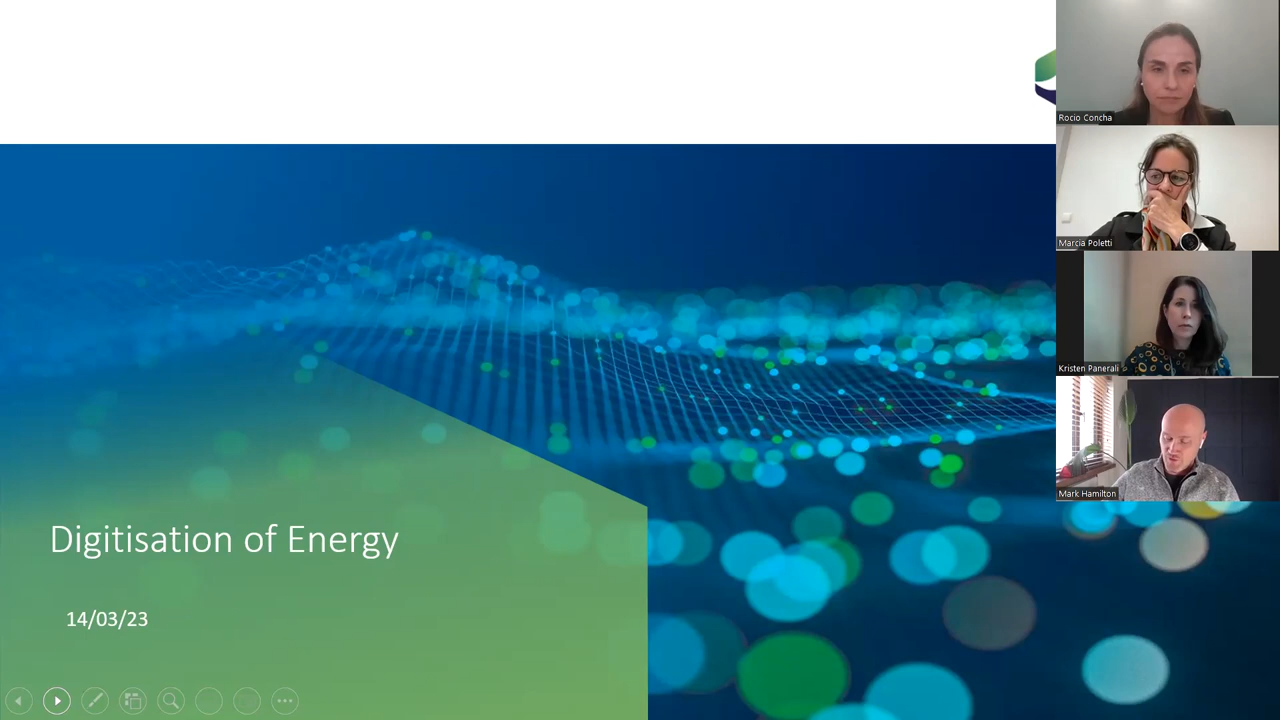 Digitisation of Energy
14/03/23
Rocio Concha
Marcia Poletti
Kristen Panerali
Mark Hamilton